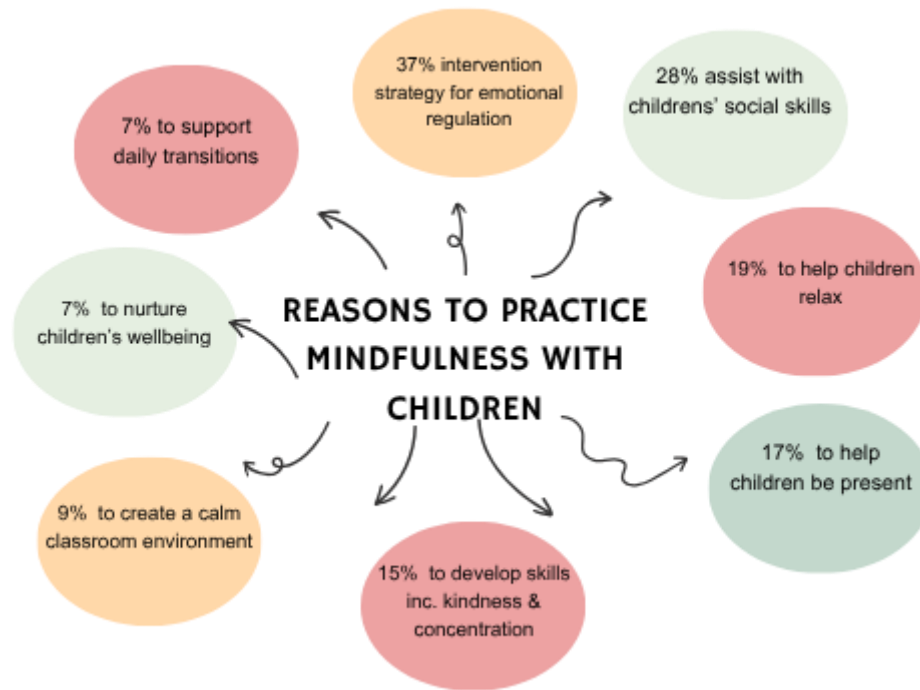 REASONS TO PRACTICE
MINDFULNESS WITH
CHILDREN
37% intervention
strategy for emotional
regulation
28% assist with
childrens' social skills
19% to help children
relax
17% to help
children be present
15% to develop skills
inc. kindness &
concentration
9% to create a calm
classroom environment
7% to nurture
children's wellbeing
7% to support
daily transitions